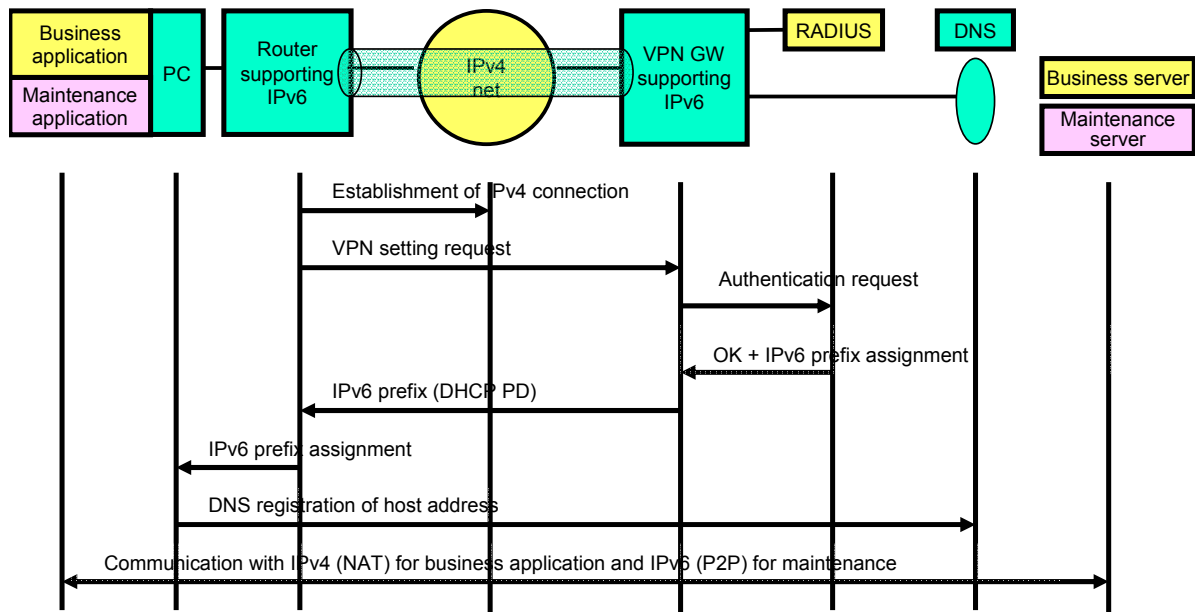 Business
application
Maintenance
application
PC
Router
supporting
IPv6
IPv4
net
VPN GW
supporting
IPv6
RADIUS
DNS
Business server
Maintenance
server
Establishment of IPv4 connection
VPN setting request
Authentication request
OK + IPv6 prefix assignment
IPv6 prefix (DHCP PD)
IPv6 prefix assignment
DNS registration of host address
Communication with IPv4 (NAT) for business application and IPv6 (P2P) for maintenance